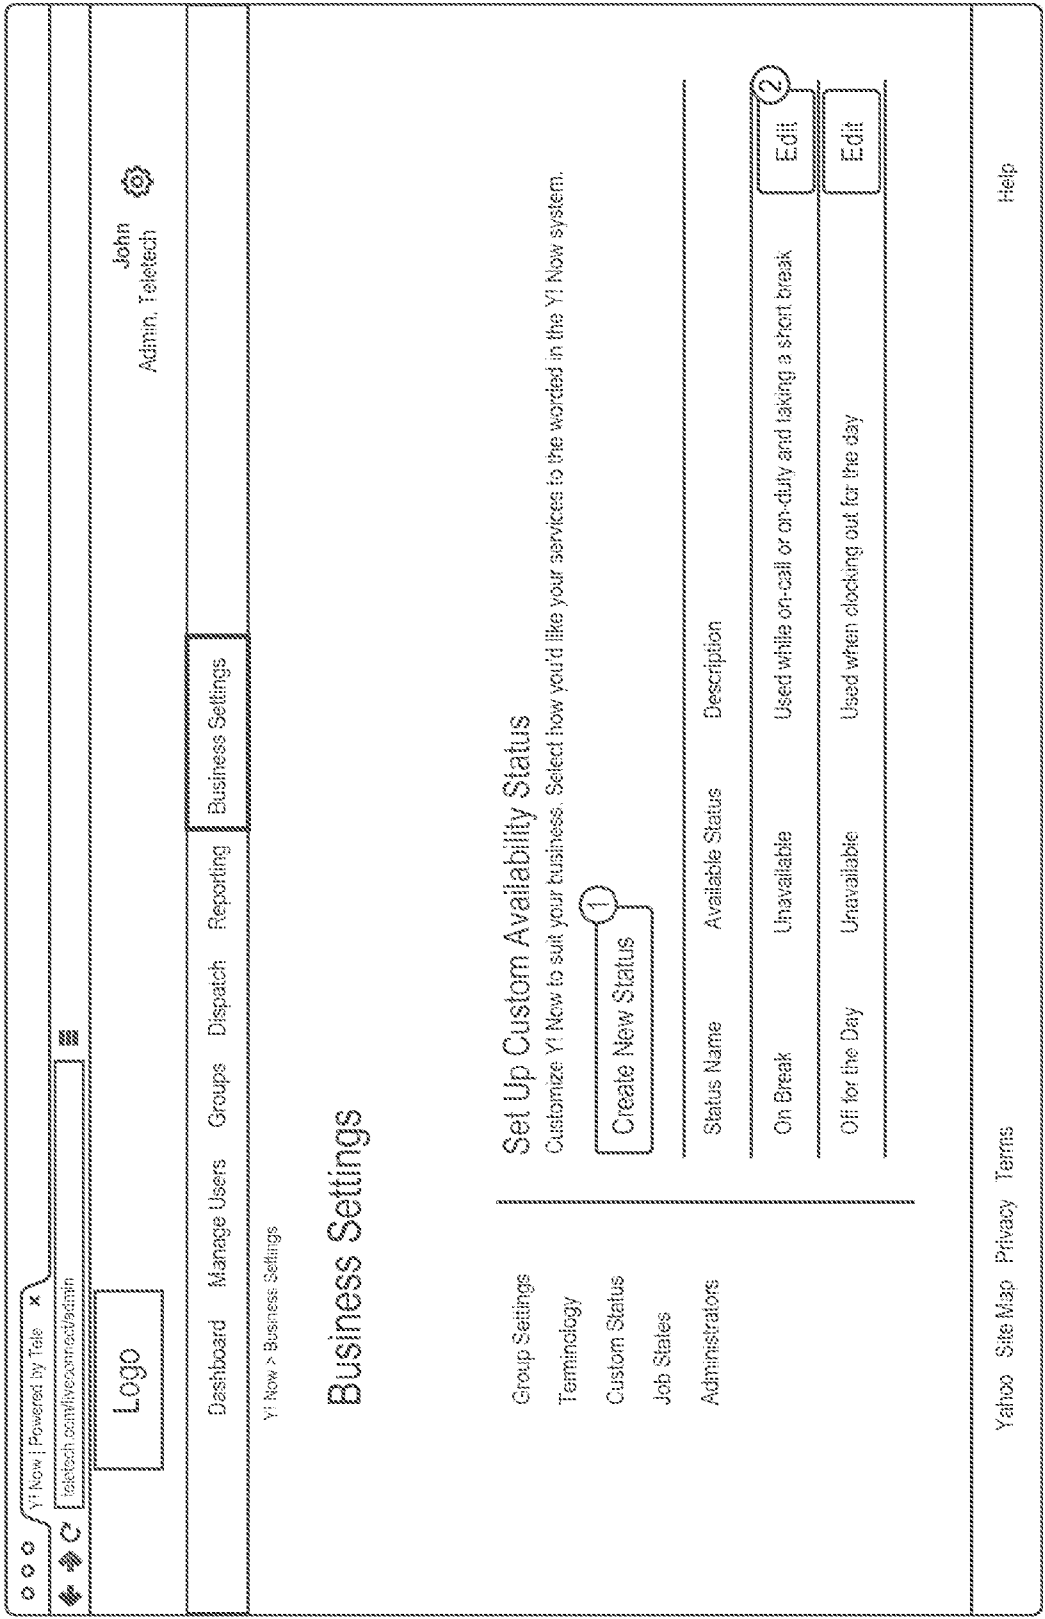 Y! Now | Powered by Tele x
teletech.com/liveconnect/admin
Logo
John
Admin, Teletech
Dashboard Manage Users Groups Dispatch Reporting Business Settings
Y! Now > Business Settings
Business Settings
Group Settings
Terminology
Custom Status
Job States
Administrators
Set Up Custom Availability Status
Customize Y! Now to suit your business. Select how you'd like your services to the worded in the Y! Now system.
Create New Status
1
Status Name Available Status Description
On Break Unavailable Used while on-call or on-duty and taking a short break Edit
2
Off for the Day Unavailable Used when clocking out for the day Edit
Yahoo Site Map Privacy Terms Help